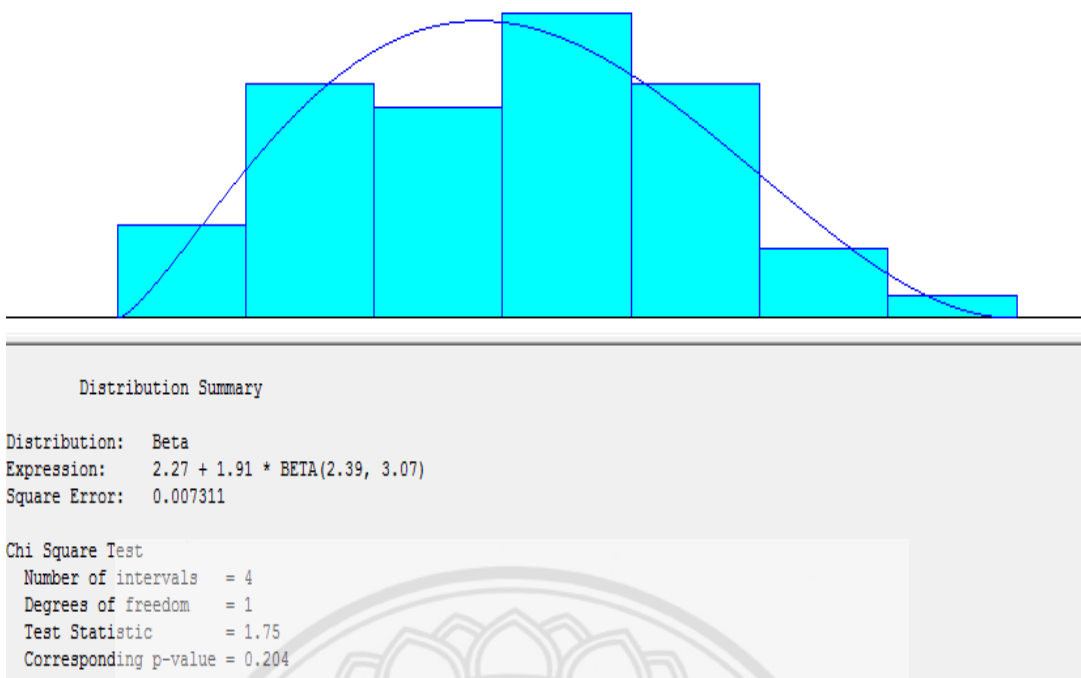 Distribution Summary
Distribution: Beta
Expression: 2.27 + 1.91 * BETA(2.39, 3.07)
Square Error: 0.007311
Chi Square Test
Number of intervals = 4
Degrees of freedom = 1
Test Statistic = 1.75
Corresponding p-value = 0.204